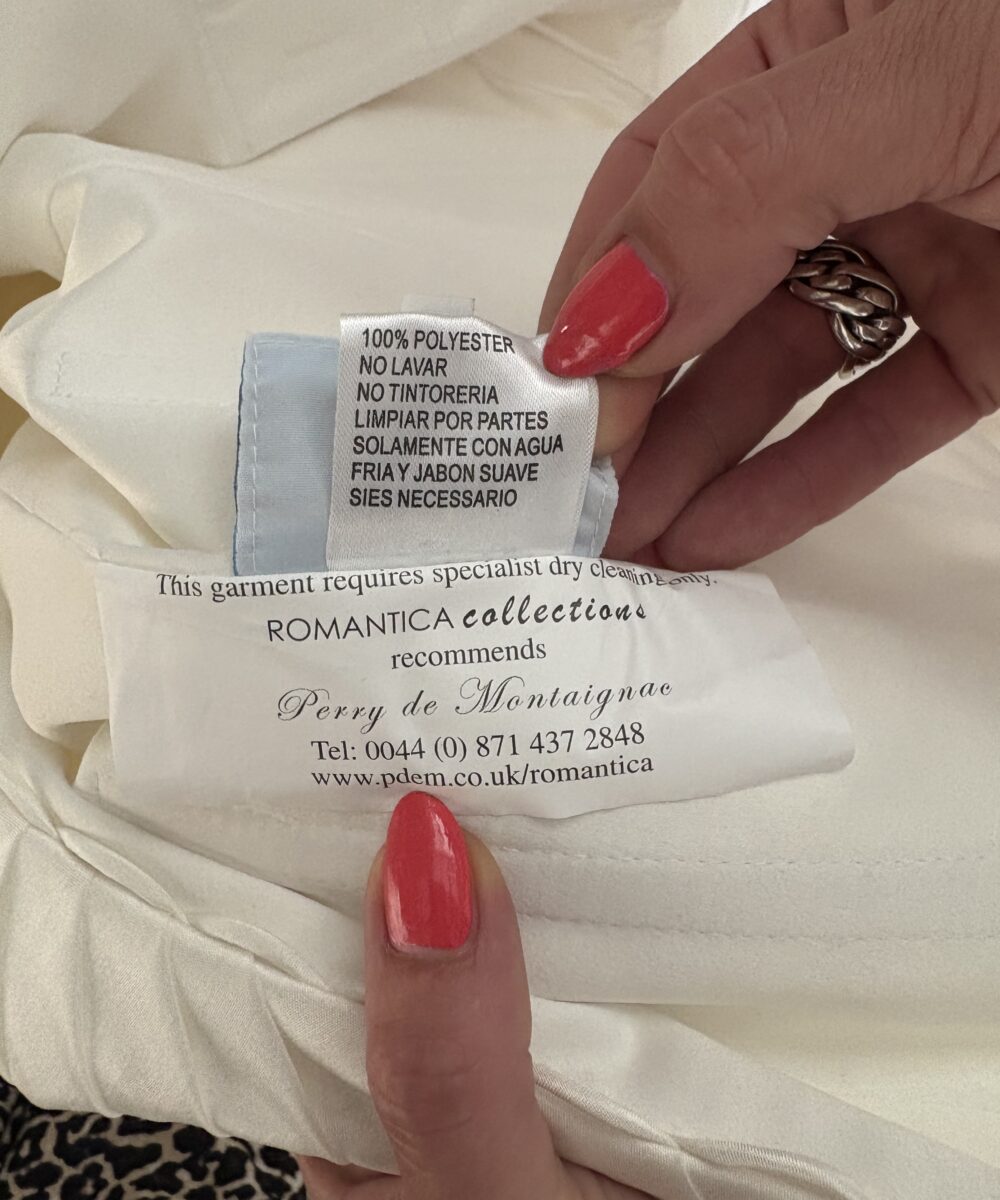 100% POLYESTER
NO LAVAR
NO TINTORERIA
LIMPIAR POR PARTES
SOLAMENTE CON AGUA
FRIA Y JABON SUAVE
SIES NECESSARIO
This garment requires specialist dry cleaning only.
ROMANTICA collections
recommends
Perry de Montaignac
Tel: 0044 (0) 871 437 2848
www.pdem.co.uk/romantica